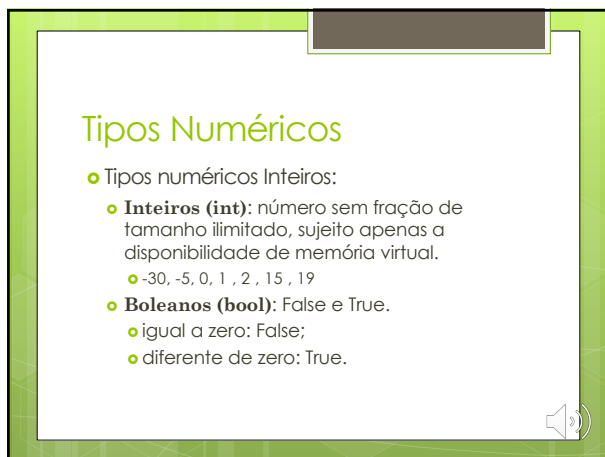 Tipos Numéricos
Tipos numéricos Inteiros:
Inteiros (int): número sem fração de
tamanho ilimitado, sujeito apenas a
disponibilidade de memória virtual.
-30, -5, 0, 1 , 2 , 15 , 19
Boleanos (bool): False e True.
igual a zero: False;
diferente de zero: True.